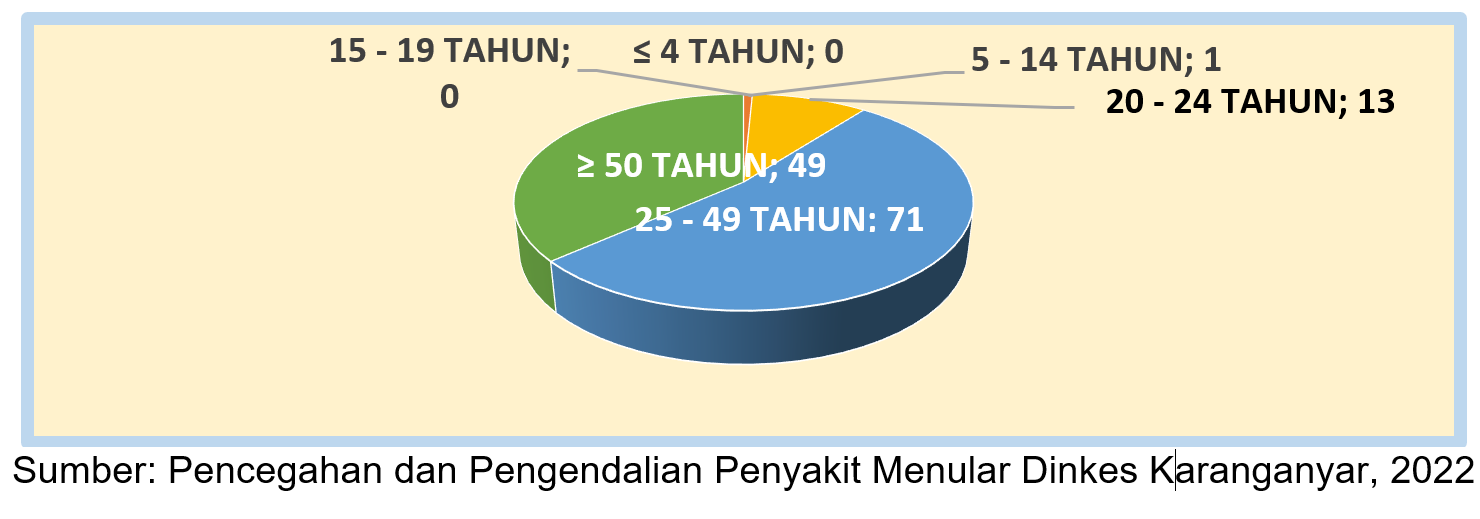 15 - 19 TAHUN;
0
≤ 4 TAHUN; 0
5 - 14 TAHUN; 1
20 - 24 TAHUN; 13
≥ 50 TAHUN; 49
25 - 49 TAHUN; 71
Sumber: Pencegahan dan Pengendalian Penyakit Menular Dinkes Karanganyar, 2022